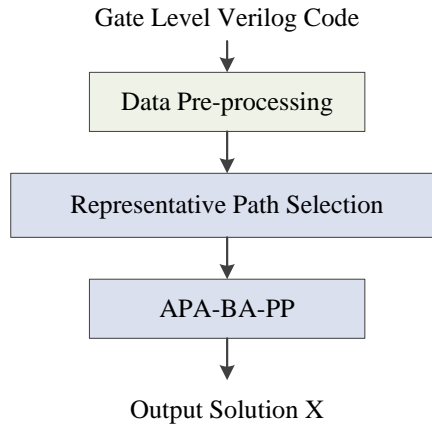 Gate Level Verilog Code
Data Pre-processing
Representative Path Selection
APA-BA-PP
Output Solution X